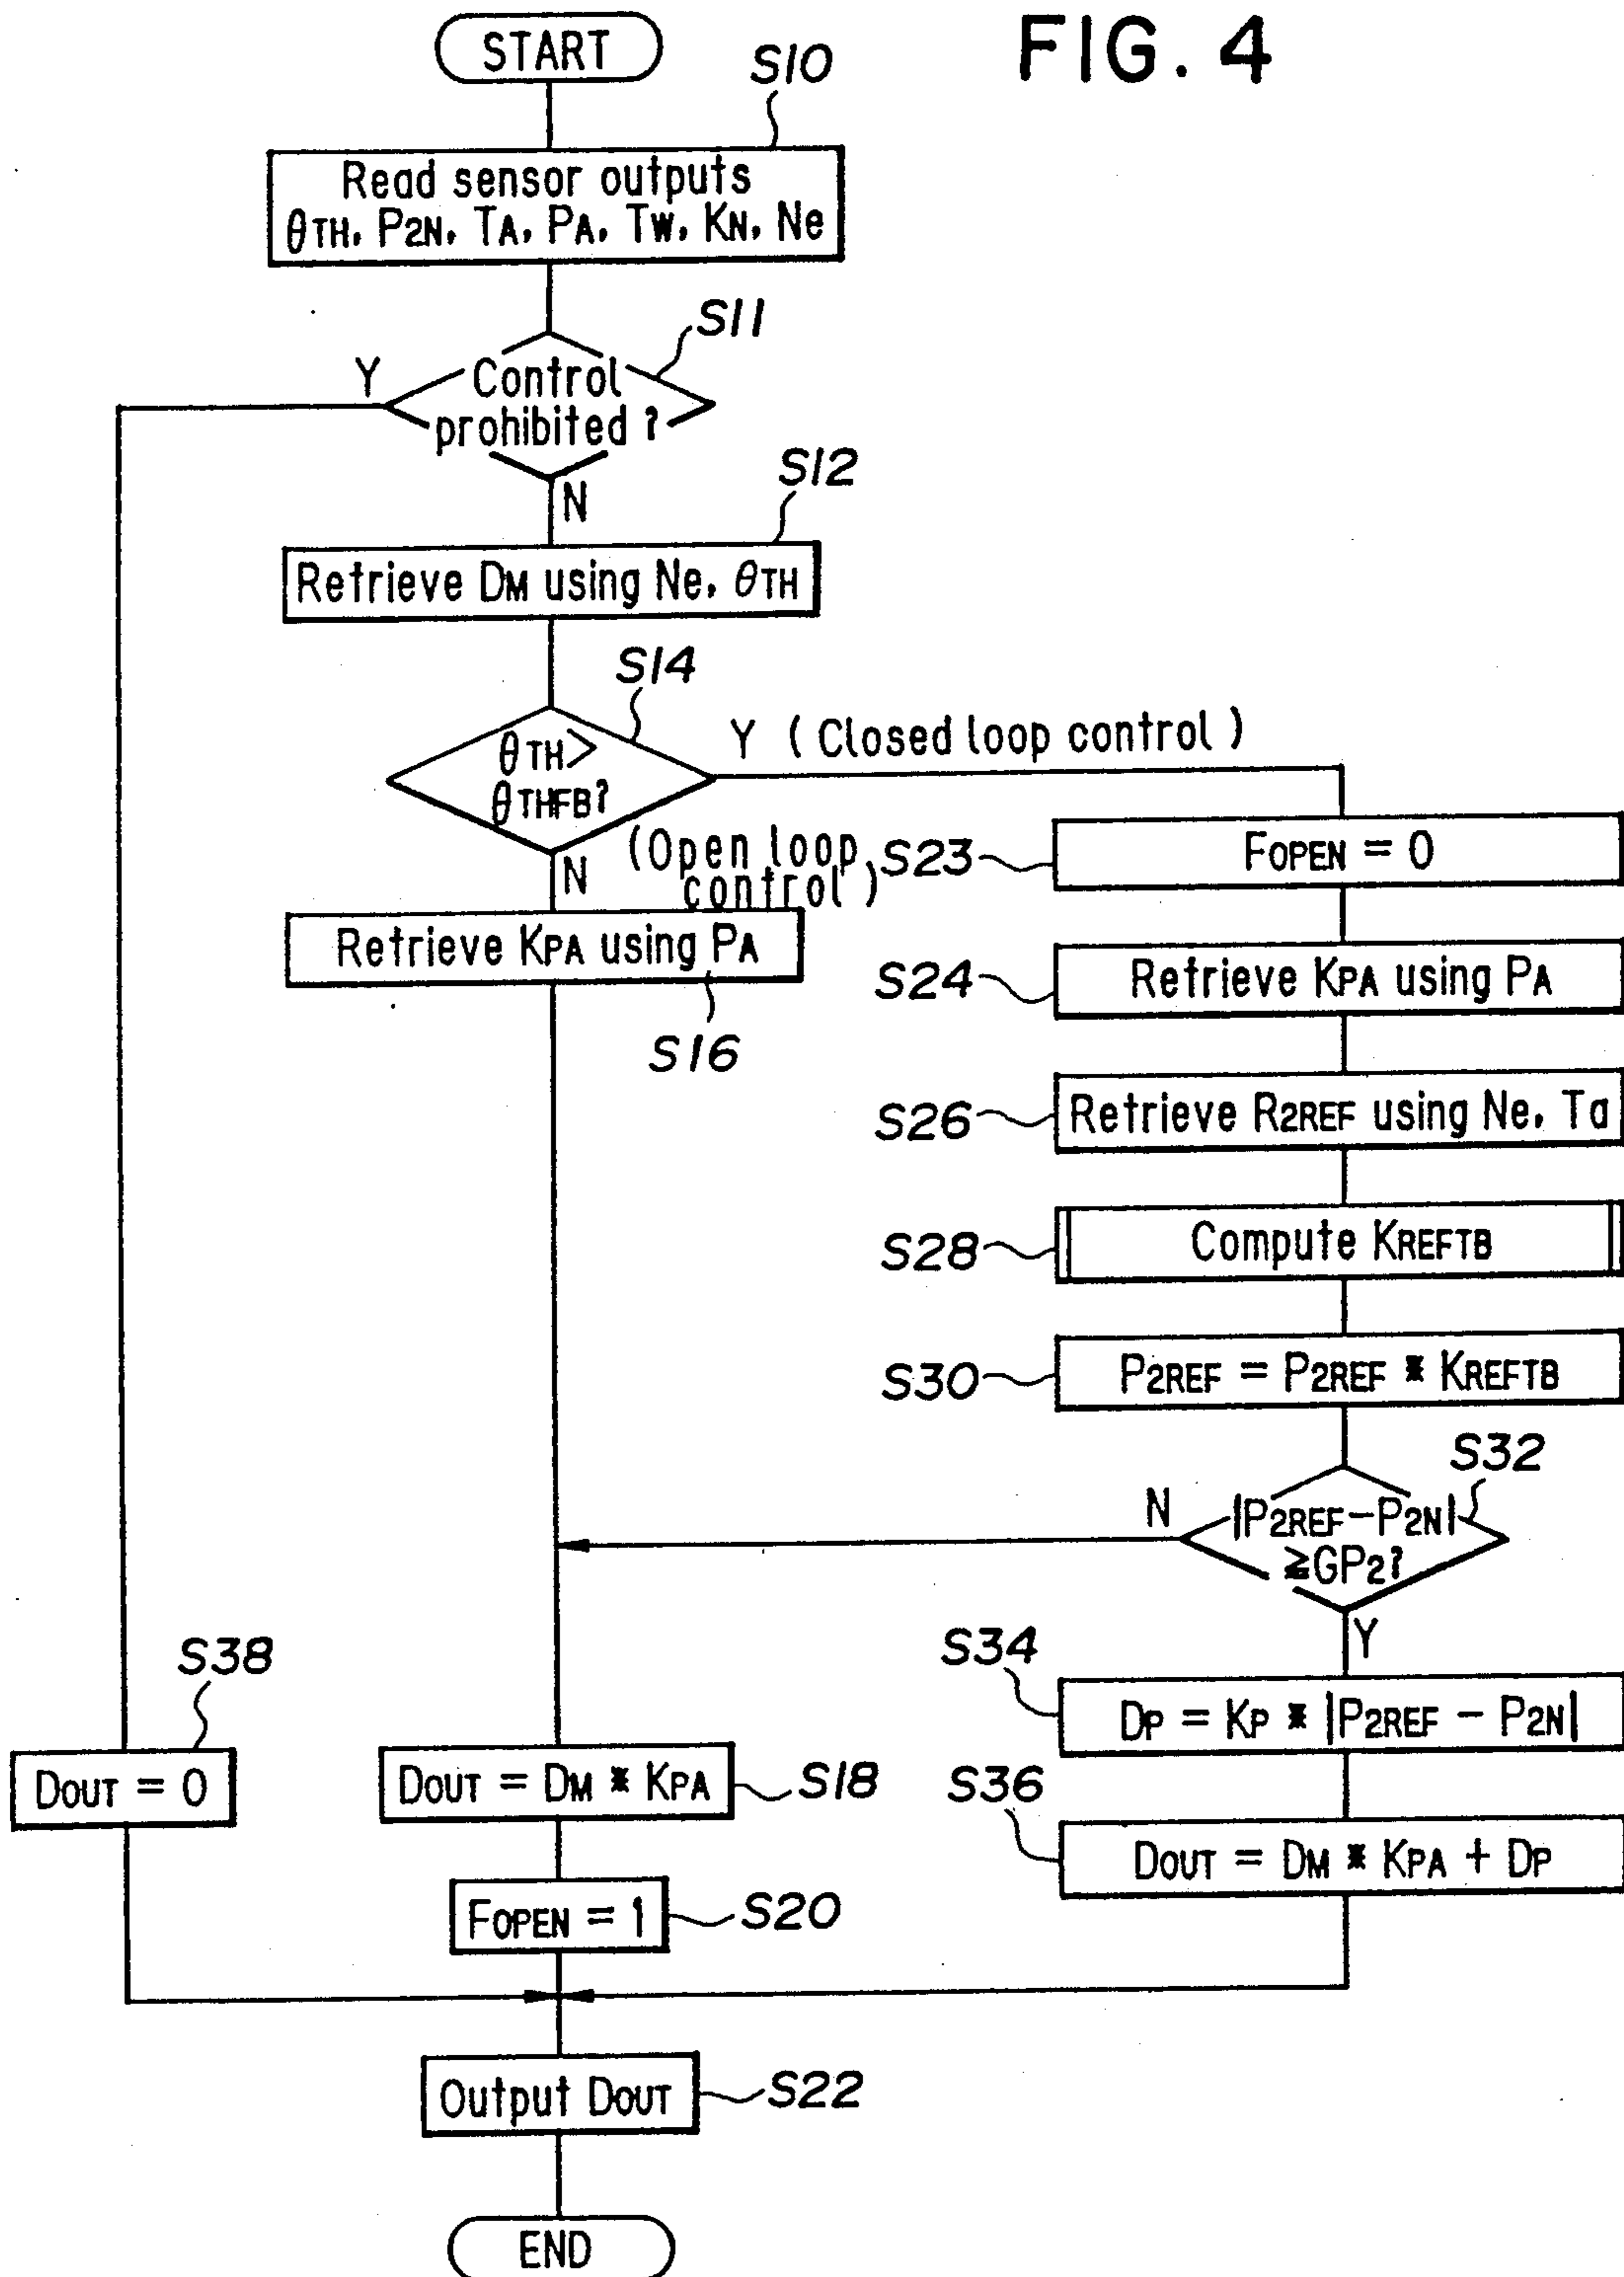 FIG. 4
START
S10
Read sensor outputs
θTH, P2N, TA, PA, TW, KN, Ne
S11
Y
Control
prohibited ?
N
S12
Retrieve DM using Ne, θTH
S14
θTH>
θTHFB?
Y ( Closed loop control )
N
(Open loop
control )
S23
FOPEN = 0
Retrieve KPA using PA
S16
S24
Retrieve KPA using PA
S26
Retrieve R2REF using Ne, Ta
S28
Compute KREFTB
S30
P2REF = P2REF * KREFTB
S32
N
|P2REF-P2N|
≧GP2?
Y
S34
DP = KP * |P2REF - P2N|
S38
DOUT = 0
DOUT = DM * KPA
S18
S36
DOUT = DM * KPA + DP
FOPEN = 1
S20
Output DOUT
S22
END